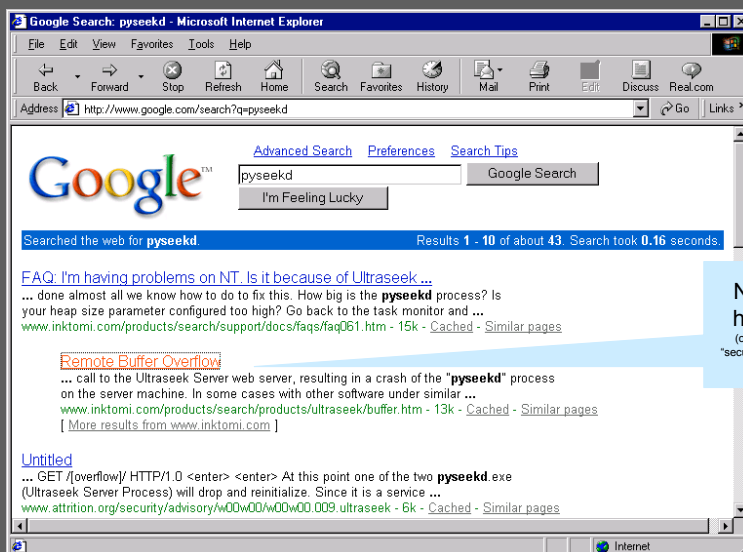 Google Search: pyseekd - Microsoft Internet Explorer
File Edit View Favorites Tools Help
Back Forward Stop Refresh Home Search Favorites History Mail Print Edit Discuss Real.com
Address http://www.google.com/search?q=pyseekd Go Links
Advanced Search Preferences Search Tips
Google TM
pyseekd Google Search
I'm Feeling Lucky
Searched the web for pyseekd. Results 1 - 10 of about 43. Search took 0.16 seconds.
FAQ: I'm having problems on NT. Is it because of Ultraseek ...
... done almost all we know how to do to fix this. How big is the pyseekd process? Is
your heap size parameter configured too high? Go back to the task monitor and ...
www.inktomi.com/products/search/support/docs/faqs/faq061.htm - 15k - Cached - Similar pages
Remote Buffer Overflow
... call to the Ultraseek Server web server, resulting in a crash of the "pyseekd" process
on the server machine. In some cases with other software under similar ...
www.inktomi.com/products/search/products/ultraseek/buffer.htm - 13k - Cached - Similar pages
[ More results from www.inktomi.com ]
Untitled
... GET /[overflow]/ HTTP/1.0 <enter> <enter> At this point one of the two pyseekd.exe
(Ultraseek Server Process) will drop and reinitialize. Since it is a service ...
www.attrition.org/security/advisory/w00w00/w00w00.009.ultraseek - 6k - Cached - Similar pages
Internet